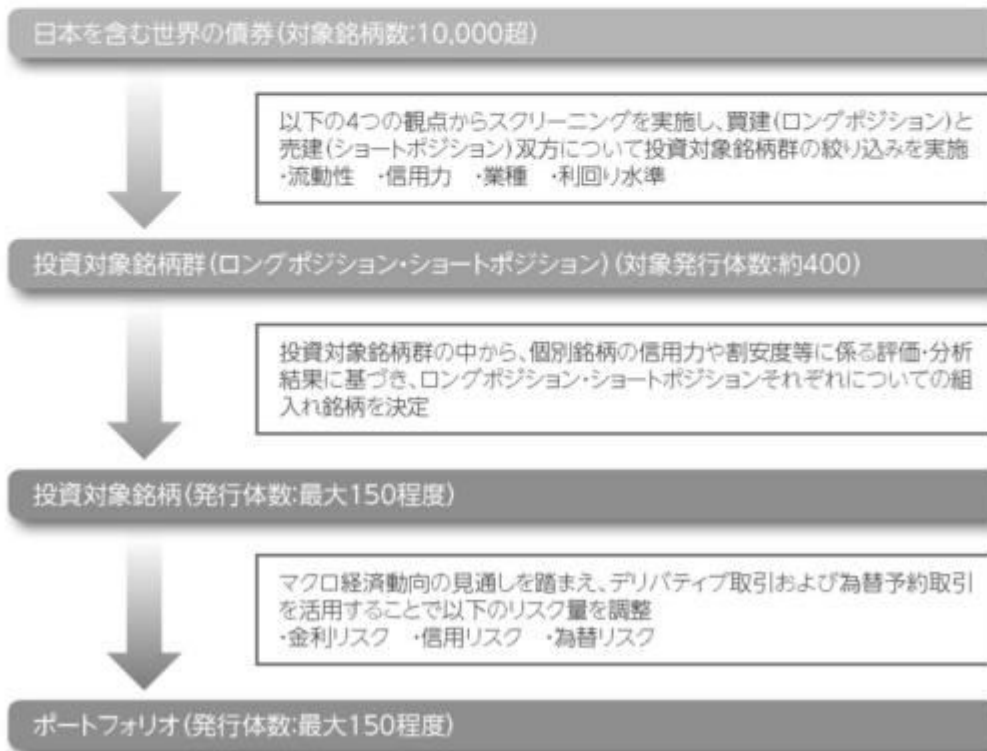 日本を含む世界の債券(対象銘柄数:10,000超)
以下の4つの観点からスクリーニングを実施し、買建(ロングポジション)と
売建(ショートポジション)双方について投資対象銘柄群の絞り込みを実施
・流動性　・信用力　・業種　・利回り水準
投資対象銘柄群(ロングポジション・ショートポジション)(対象発行体数:約400)
投資対象銘柄群の中から、個別銘柄の信用力や割安度等に係る評価・分析
結果に基づき、ロングポジション・ショートポジションそれぞれについての組
入れ銘柄を決定
投資対象銘柄(発行体数:最大150程度)
マクロ経済動向の見通しを踏まえ、デリバティブ取引および為替予約取引
を活用することで以下のリスク量を調整
・金利リスク　・信用リスク　・為替リスク
ポートフォリオ(発行体数:最大150程度)